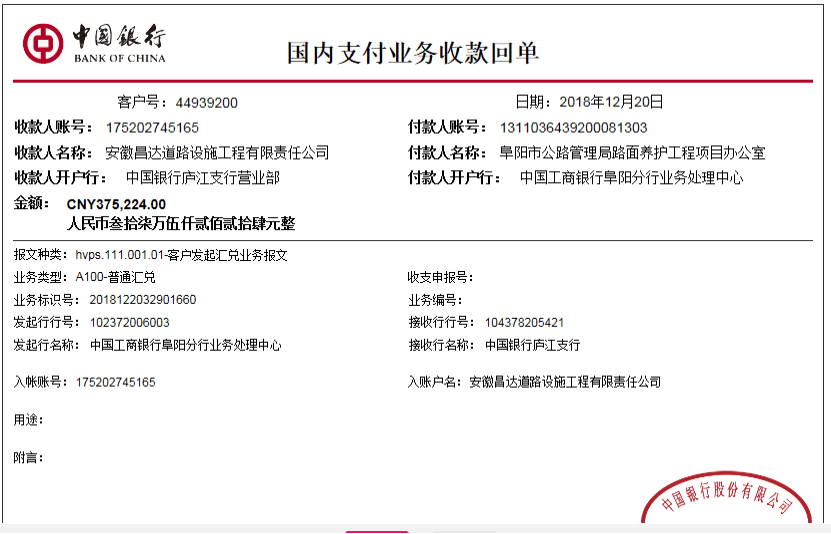 中国银行
BANK OF CHINA
国内支付业务收款回单
客户号：44939200 日期：2018年12月20日
收款人账号：175202745165 付款人账号：1311036439200081303
收款人名称：安徽昌达道路设施工程有限责任公司 付款人名称：阜阳市公路管理局路面养护工程项目办公室
收款人开户行：中国银行庐江支行营业部 付款人开户行：中国工商银行阜阳分行业务处理中心
金额：CNY375,224.00
人民币叁拾柒万伍仟贰佰贰拾肆元整
报文种类：hvps.111.001.01-客户发起汇兑业务报文
业务类型：A100-普通汇兑 收支申报号：
业务标识号：2018122032901660 业务编号：
发起行行号：102372006003 接收行行号：104378205421
发起行名称：中国工商银行阜阳分行业务处理中心 接收行名称：中国银行庐江支行
入帐账号：175202745165 入账户名：安徽昌达道路设施工程有限责任公司
用途：
附言：
中国银行股份有限公司